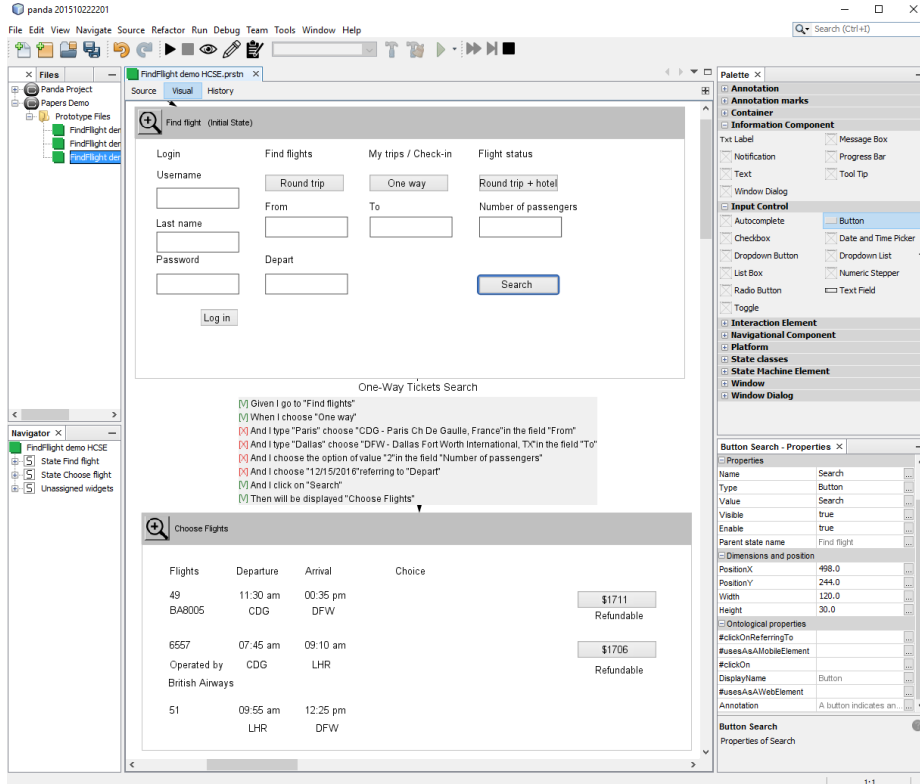 panda 201510222201
File Edit View Navigate Source Refactor Run Debug Team Tools Window Help
Search (Ctrl+I)
Files
Panda Project
Papers Demo
Prototype Files
FindFlight der
FindFlight der
FindFlight der
Navigator
FindFlight demo HCSE
State Find flight
State Choose flight
Unassigned widgets
FindFlight demo HCSE.prstn
Source Visual History
Find flight (Initial State)
Login Find flights My trips / Check-in Flight status
Username
Round trip One way Round trip + hotel
From To Number of passengers
Last name
Password Depart
Search
Log in
One-Way Tickets Search
[V] Given I go to "Find flights"
[V] When I choose "One way"
[X] And I type "Paris" choose "CDG - Paris Ch De Gaulle, France"in the field "From"
[X] And I type "Dallas" choose "DFW - Dallas Fort Worth International, TX"in the field "To"
[X] And I choose the option of value "2"in the field "Number of passengers"
[X] And I choose "12/15/2016"referring to "Depart"
[V] And I click on "Search"
[V] Then will be displayed "Choose Flights"
Choose Flights
Flights Departure Arrival Choice
49 11:30 am 00:35 pm $1711
BA8005 CDG DFW Refundable
6557 07:45 am 09:10 am $1706
Operated by CDG LHR Refundable
British Airways
51 09:55 am 12:25 pm
LHR DFW
Palette
Annotation
Annotation marks
Container
Information Component
Txt Label Message Box
Notification Progress Bar
Text Tool Tip
Window Dialog
Input Control
Autocomplete Button
Checkbox Date and Time Picker
Dropdown Button Dropdown List
List Box Numeric Stepper
Radio Button Text Field
Toggle
Interaction Element
Navigational Component
Platform
State classes
State Machine Element
Window
Window Dialog
Button Search - Properties
Properties
Name Search
Type Button
Value Search
Visible true
Enable true
Parent state name Find flight
Dimensions and position
PositionX 498.0
PositionY 244.0
Width 120.0
Height 30.0
Ontological properties
#clickOnReferringTo
#usesAsAMobileElement
#clickOn
DisplayName Button
#usesAsAWebElement
Annotation A button indicates an...
Button Search
Properties of Search
1:1